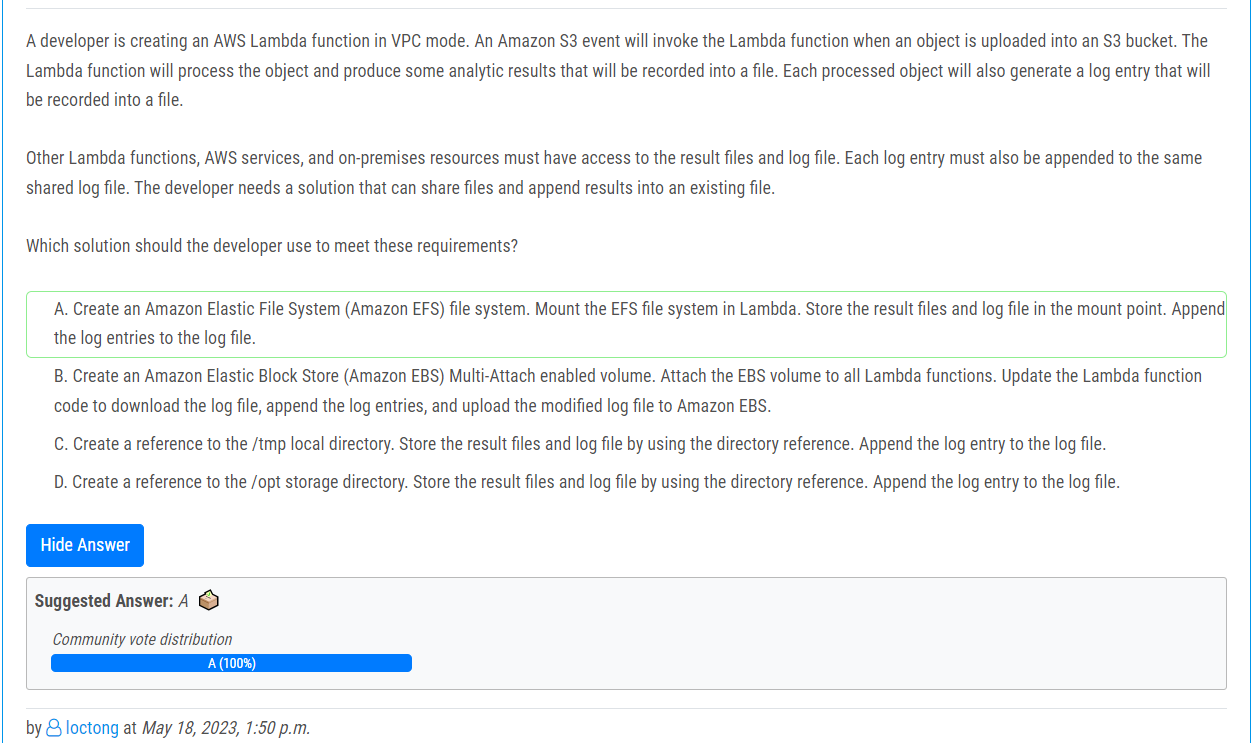 A developer is creating an AWS Lambda function in VPC mode. An Amazon S3 event will invoke the Lambda function when an object is uploaded into an S3 bucket. The
Lambda function will process the object and produce some analytic results that will be recorded into a file. Each processed object will also generate a log entry that will
be recorded into a file.
Other Lambda functions, AWS services, and on-premises resources must have access to the result files and log file. Each log entry must also be appended to the same
shared log file. The developer needs a solution that can share files and append results into an existing file.
Which solution should the developer use to meet these requirements?
A. Create an Amazon Elastic File System (Amazon EFS) file system. Mount the EFS file system in Lambda. Store the result files and log file in the mount point. Append
the log entries to the log file.
B. Create an Amazon Elastic Block Store (Amazon EBS) Multi-Attach enabled volume. Attach the EBS volume to all Lambda functions. Update the Lambda function
code to download the log file, append the log entries, and upload the modified log file to Amazon EBS.
C. Create a reference to the /tmp local directory. Store the result files and log file by using the directory reference. Append the log entry to the log file.
D. Create a reference to the /opt storage directory. Store the result files and log file by using the directory reference. Append the log entry to the log file.
Hide Answer
Suggested Answer: A
Community vote distribution
A (100%)
by loctong at May 18, 2023, 1:50 p.m.